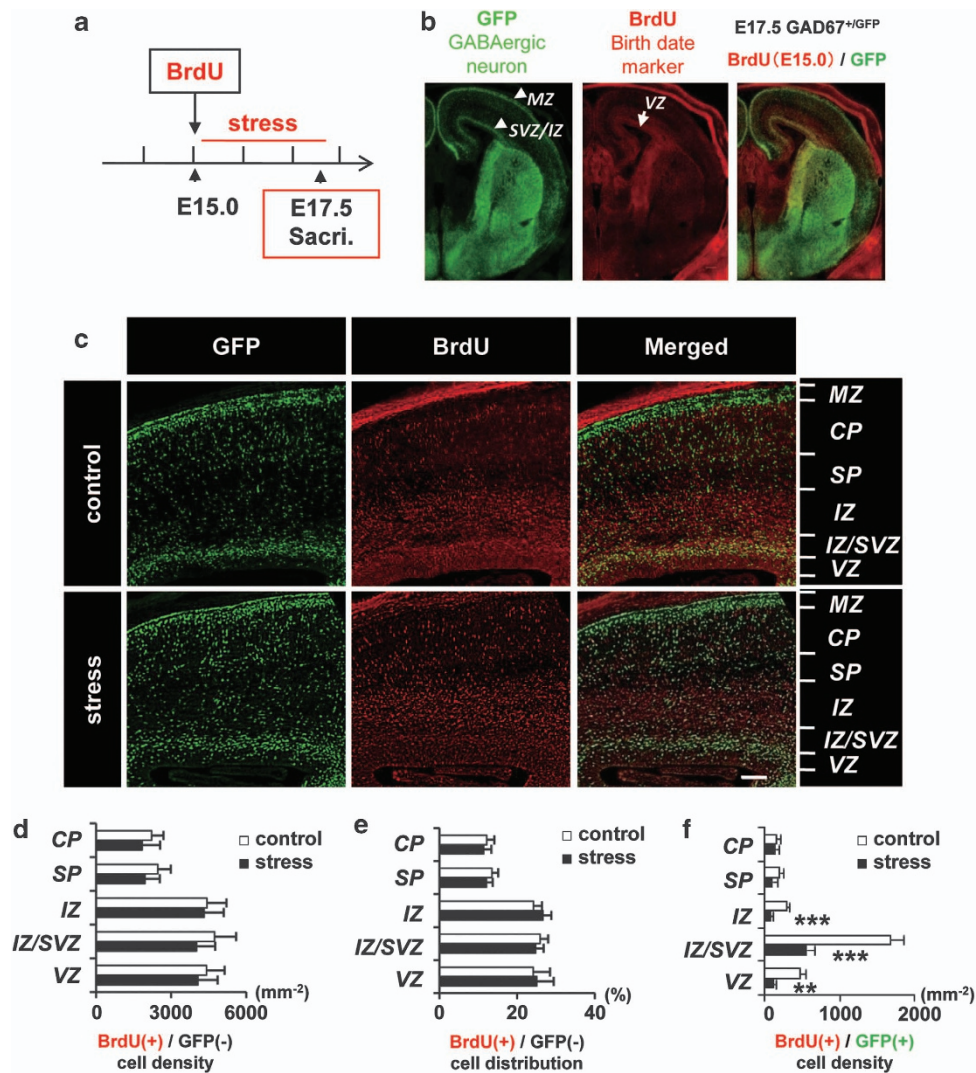 a
BrdU
stress
E15.0
E17.5
Sacri.
b
GFP
GABAergic
neuron
MZ
SVZ/IZ
BrdU
Birth date
marker
VZ
E17.5 GAD67+/GFP
BrdU(E15.0) / GFP
c
GFP
BrdU
Merged
control
MZ
CP
SP
IZ
IZ/SVZ
VZ
stress
MZ
CP
SP
IZ
IZ/SVZ
VZ
d
CP
SP
IZ
IZ/SVZ
VZ
control
stress
0 3000 6000
(mm-2)
BrdU(+) / GFP(-)
cell density
e
CP
SP
IZ
IZ/SVZ
VZ
control
stress
0 20 40
(%)
BrdU(+) / GFP(-)
cell distribution
f
CP
SP
IZ
IZ/SVZ
VZ
control
stress
***
***
**
0 1000 2000
(mm-2)
BrdU(+) / GFP(+)
cell density